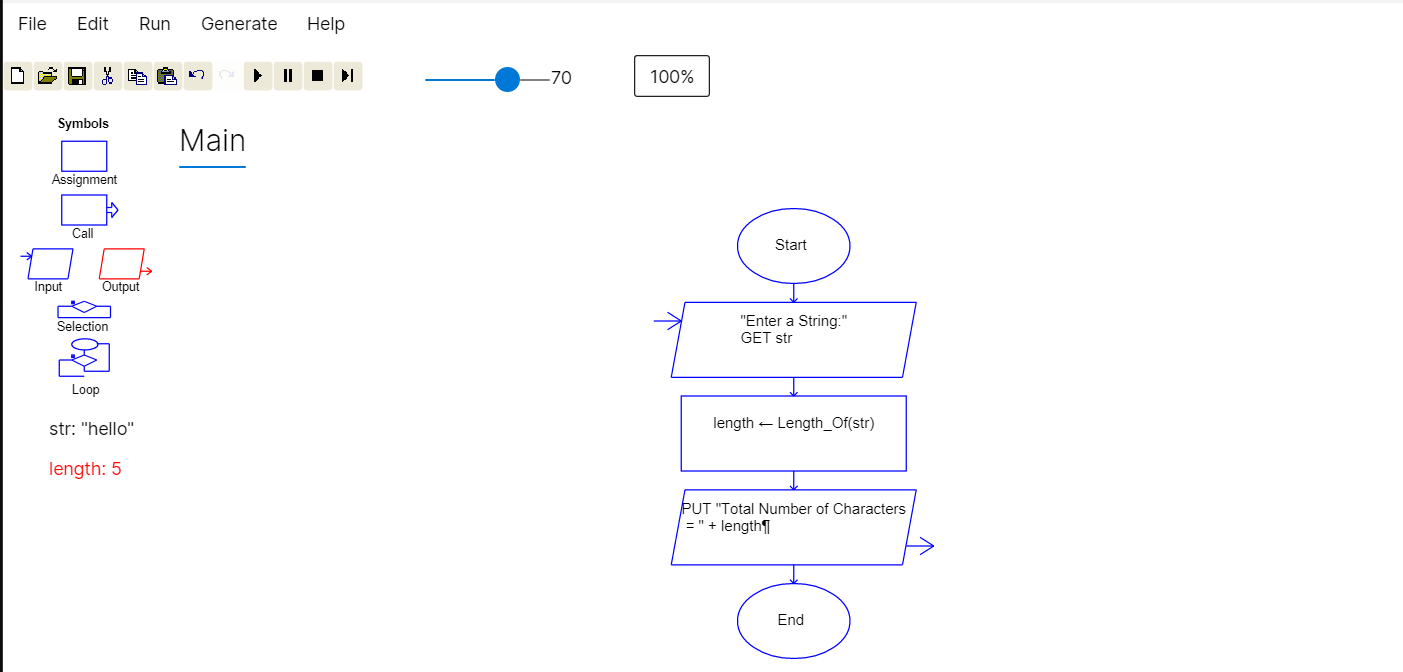 File Edit Run Generate Help
70
100%
Symbols
Assignment
Call
Input Output
Selection
Loop
str: "hello"
length: 5
Main
Start
"Enter a String:"
GET str
length ← Length_Of(str)
PUT "Total Number of Characters
= " + length¶
End